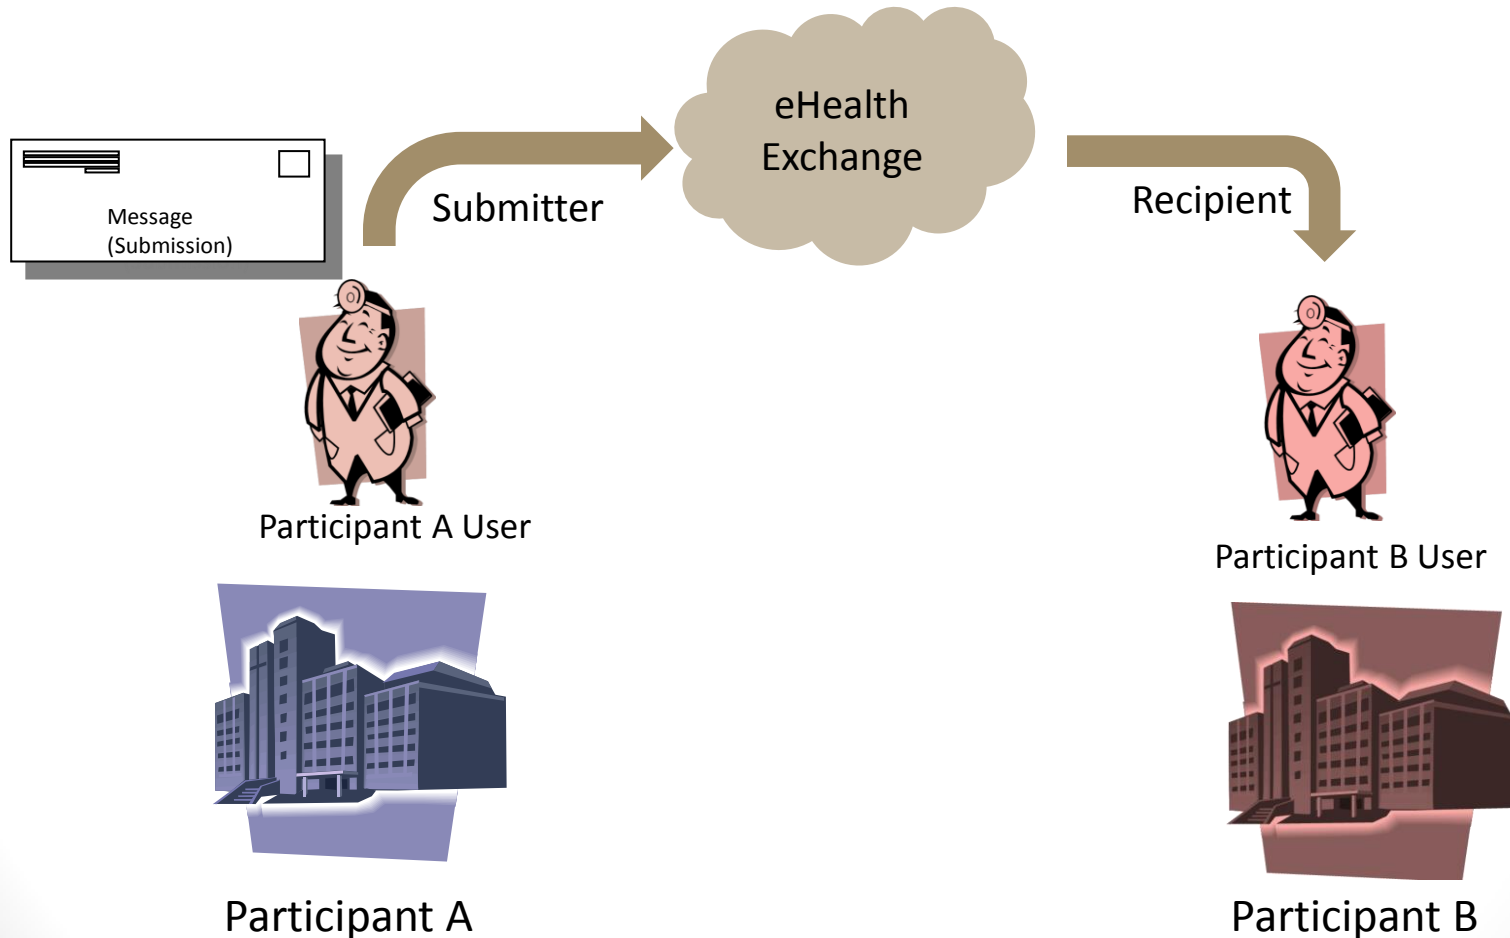 eHealth
Exchange
Message
(Submission)
Submitter
Recipient
Participant A User
Participant B User
Participant A
Participant B